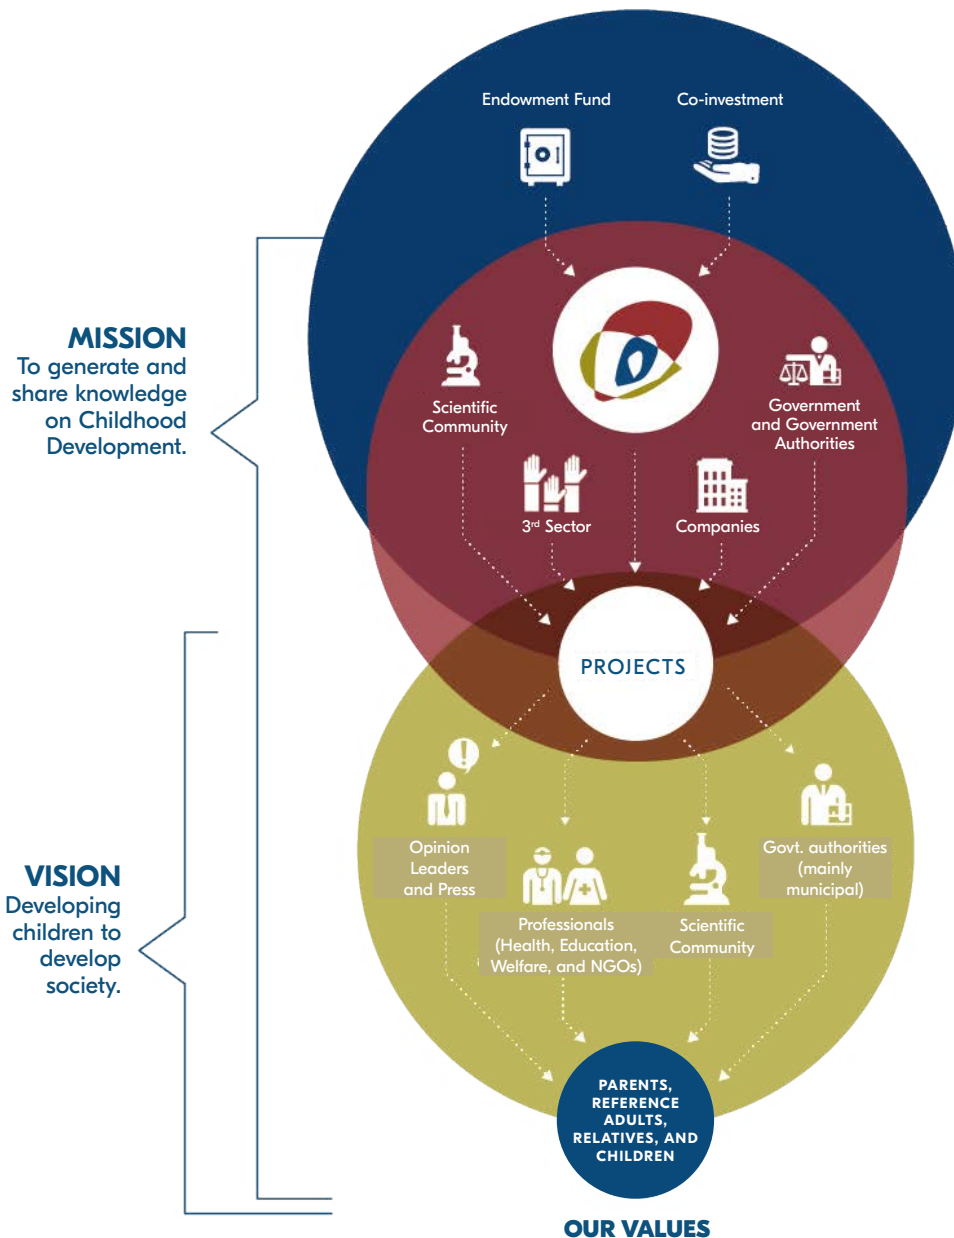 Endowment Fund
Co-investment
MISSION
To generate and
share knowledge
on Childhood
Development.
Scientific
Community
Government
and Government
Authorities
3rd Sector
Companies
PROJECTS
VISION
Developing
children to
develop
society.
Opinion
Leaders
and Press
Professionals
(Health, Education,
Welfare, and NGOs)
Scientific
Community
Govt. authorities
(mainly
municipal)
PARENTS,
REFERENCE
ADULTS,
RELATIVES, AND
CHILDREN
OUR VALUES